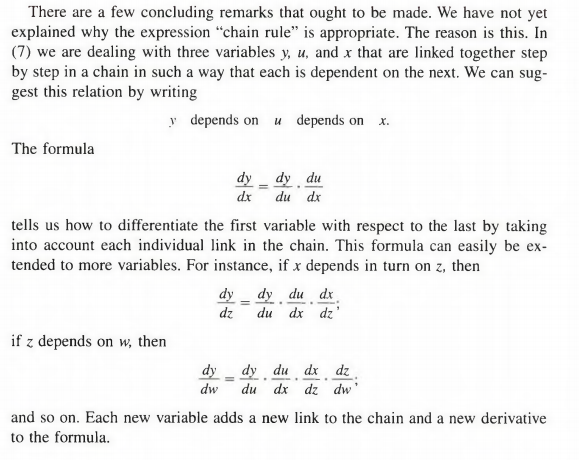 There are a few concluding remarks that ought to be made. We have not yet
explained why the expression “chain rule” is appropriate. The reason is this. In
(7) we are dealing with three variables y, u, and x that are linked together step
by step in a chain in such a way that each is dependent on the next. We can sug-
gest this relation by writing
y depends on u depends on x.
The formula
dy/dx = dy/du · du/dx
tells us how to differentiate the first variable with respect to the last by taking
into account each individual link in the chain. This formula can easily be ex-
tended to more variables. For instance, if x depends in turn on z, then
dy/dz = dy/du · du/dx · dx/dz;
if z depends on w, then
dy/dw = dy/du · du/dx · dx/dz · dz/dw;
and so on. Each new variable adds a new link to the chain and a new derivative
to the formula.